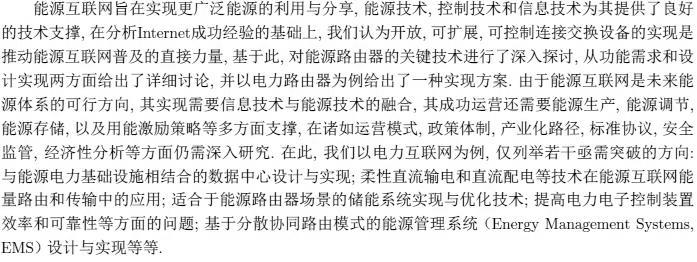 能源互联网旨在实现更广泛能源的利用与分享, 能源技术, 控制技术和信息技术为其提供了良好
的技术支撑, 在分析Internet成功经验的基础上, 我们认为开放, 可扩展, 可控制连接交换设备的实现是
推动能源互联网普及的直接力量, 基于此, 对能源路由器的关键技术进行了深入探讨, 从功能需求和设
计实现两方面给出了详细讨论, 并以电力路由器为例给出了一种实现方案. 由于能源互联网是未来能
源体系的可行方向, 其实现需要信息技术与能源技术的融合, 其成功运营还需要能源生产, 能源调节,
能源存储, 以及用能激励策略等多方面支撑, 在诸如运营模式, 政策体制, 产业化路径, 标准协议, 安全
监管, 经济性分析等方面仍需深入研究. 在此, 我们以电力互联网为例, 仅列举若干亟需突破的方向:
与能源电力基础设施相结合的数据中心设计与实现; 柔性直流输电和直流配电等技术在能源互联网能
量路由和传输中的应用; 适合于能源路由器场景的储能系统实现与优化技术; 提高电力电子控制装置
效率和可靠性等方面的问题; 基于分散协同路由模式的能源管理系统 (Energy Management Systems,
EMS) 设计与实现等等.